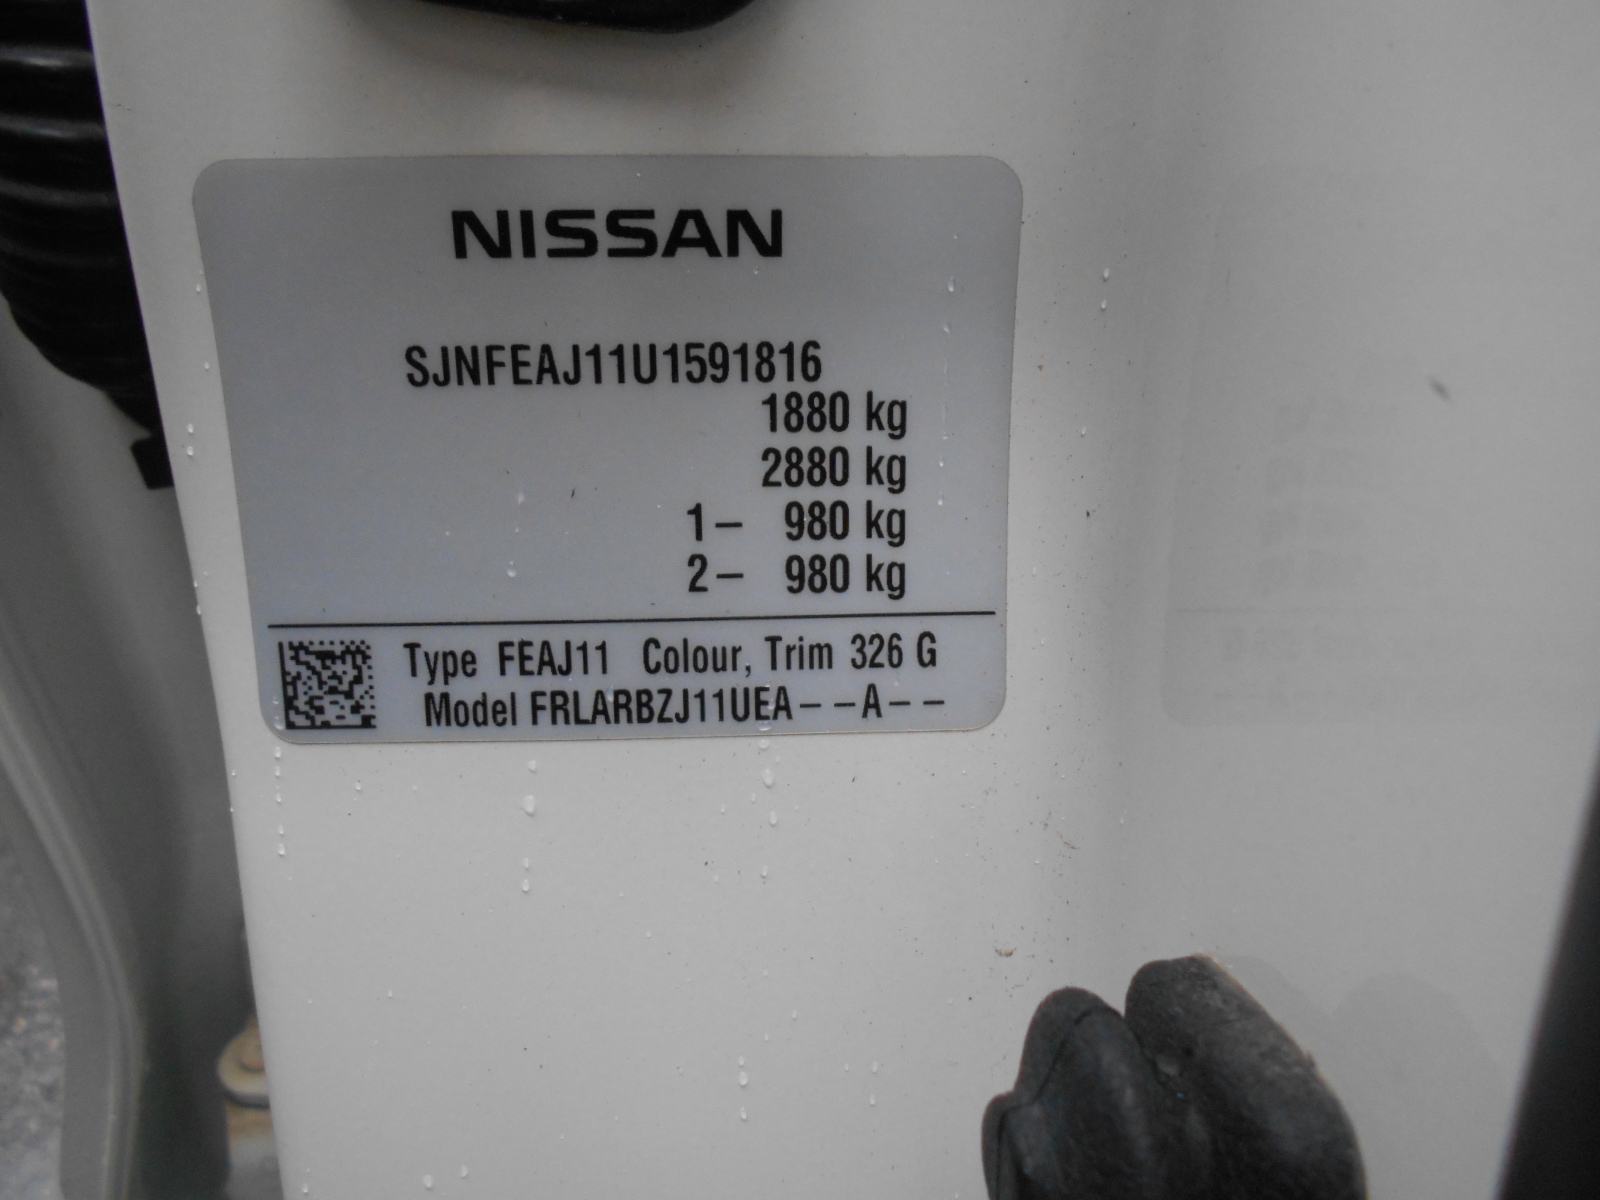 NISSAN
SJNFEAJ11U1591816
1880 kg
2880 kg
1– 980 kg
2– 980 kg
Type FEAJ11 Colour, Trim 326 G
Model FRLARBZJ11UEA– –A– –